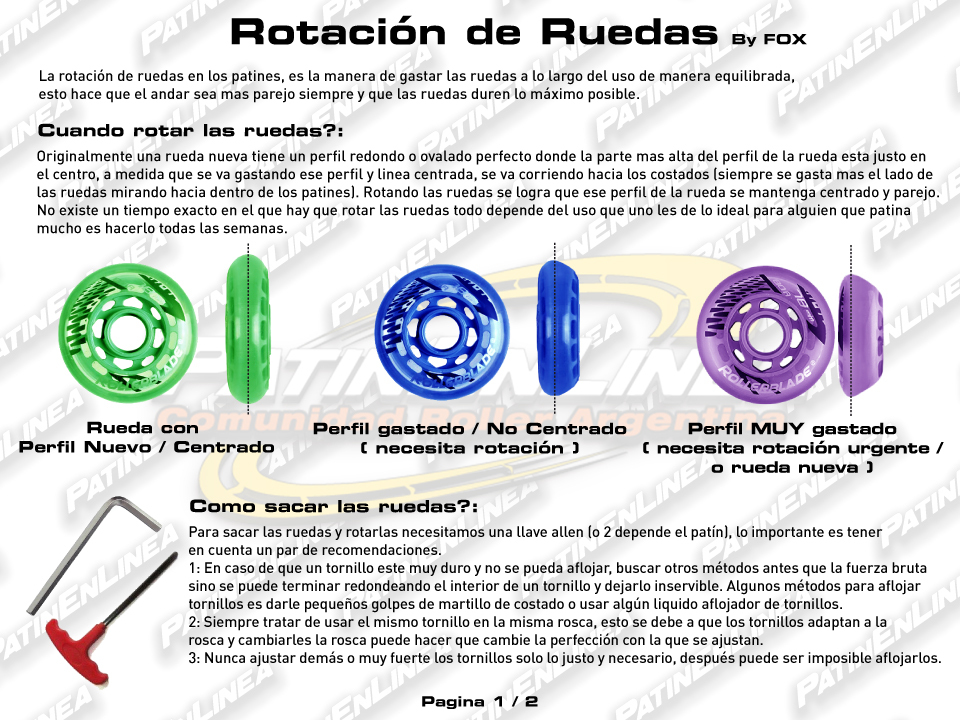 Rotación de Ruedas By FOX
La rotación de ruedas en los patines, es la manera de gastar las ruedas a lo largo del uso de manera equilibrada,
esto hace que el andar sea mas parejo siempre y que las ruedas duren lo máximo posible.
Cuando rotar las ruedas?:
Originalmente una rueda nueva tiene un perfil redondo o ovalado perfecto donde la parte mas alta del perfil de la rueda esta justo en
el centro, a medida que se va gastando ese perfil y linea centrada, se va corriendo hacia los costados (siempre se gasta mas el lado de
las ruedas mirando hacia dentro de los patines). Rotando las ruedas se logra que ese perfil de la rueda se mantenga centrado y parejo.
No existe un tiempo exacto en el que hay que rotar las ruedas todo depende del uso que uno les de lo ideal para alguien que patina
mucho es hacerlo todas las semanas.
ROLLERBLADE
ROLLERBLADE
ROLLERBLADE
PATINENLINEA
Comunidad Roller Argentina
Rueda con
Perfil Nuevo / Centrado
Perfil gastado / No Centrado
( necesita rotación )
Perfil MUY gastado
( necesita rotación urgente /
o rueda nueva )
Como sacar las ruedas?:
Para sacar las ruedas y rotarlas necesitamos una llave allen (o 2 depende el patín), lo importante es tener
en cuenta un par de recomendaciones.
1: En caso de que un tornillo este muy duro y no se pueda aflojar, buscar otros métodos antes que la fuerza bruta
sino se puede terminar redondeando el interior de un tornillo y dejarlo inservible. Algunos métodos para aflojar
tornillos es darle pequeños golpes de martillo de costado o usar algún liquido aflojador de tornillos.
2: Siempre tratar de usar el mismo tornillo en la misma rosca, esto se debe a que los tornillos adaptan a la
rosca y cambiarles la rosca puede hacer que cambie la perfección con la que se ajustan.
3: Nunca ajustar demás o muy fuerte los tornillos solo lo justo y necesario, después puede ser imposible aflojarlos.
Pagina 1 / 2